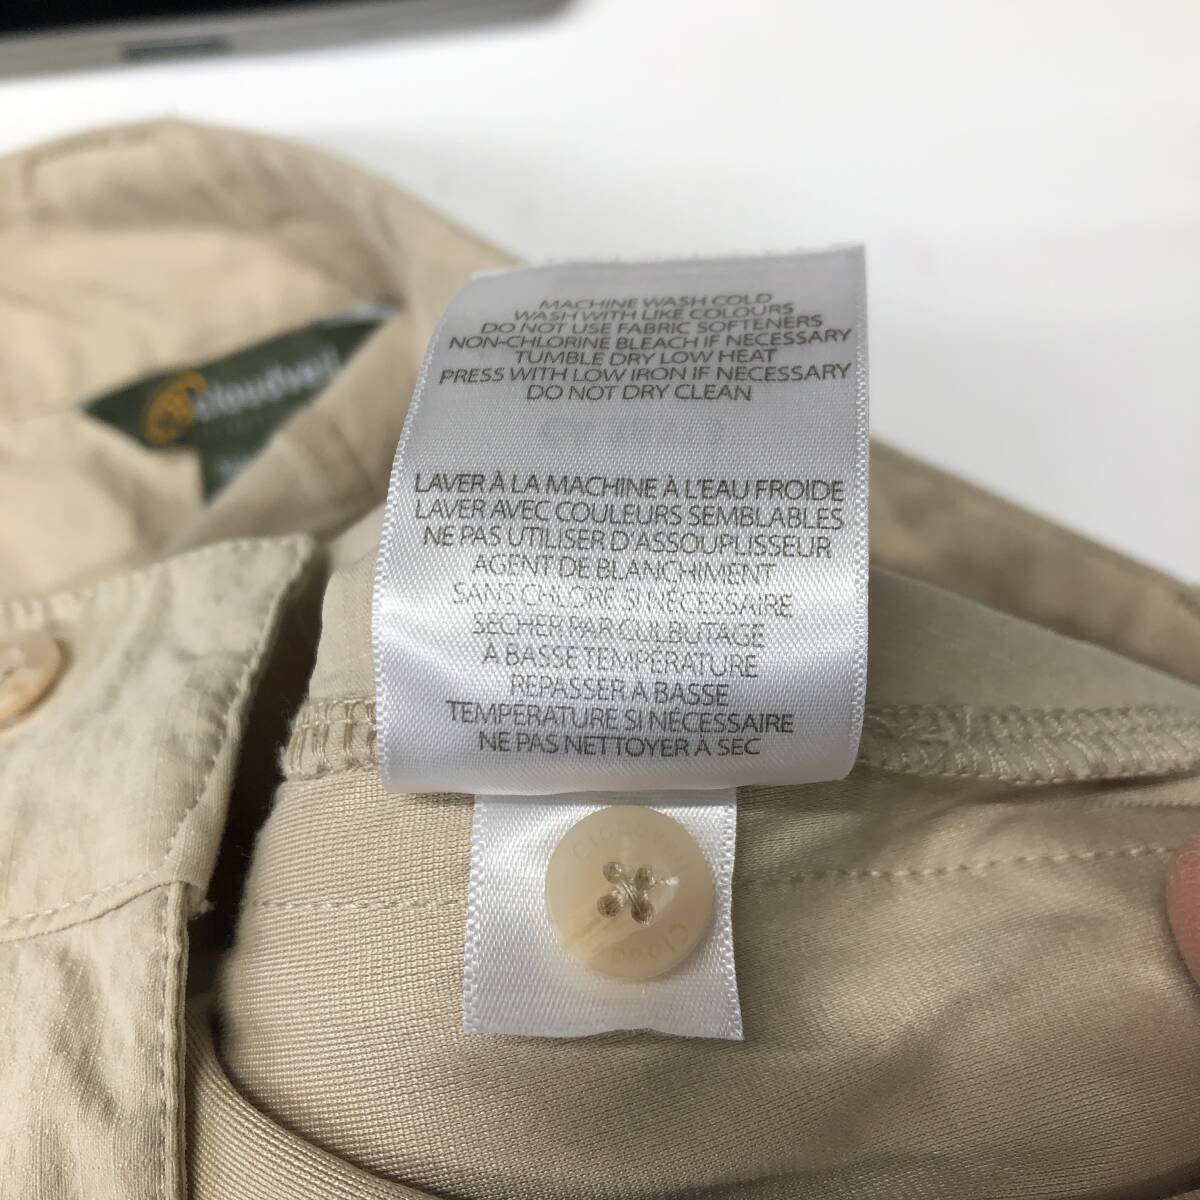 cloudveil
MACHINE WASH COLD
WASH WITH LIKE COLOURS
DO NOT USE FABRIC SOFTENERS
NON-CHLORINE BLEACH IF NECESSARY
TUMBLE DRY LOW HEAT
PRESS WITH LOW IRON IF NECESSARY
DO NOT DRY CLEAN
LAVER À LA MACHINE À L'EAU FROIDE
LAVER AVEC COULEURS SEMBLABLES
NE PAS UTILISER D'ASSOUPLISSEUR
AGENT DE BLANCHIMENT
SANS CHLORE SI NÉCESSAIRE
SÉCHER PAR CULBUTAGE
À BASSE TEMPÉRATURE
REPASSER À BASSE
TEMPÉRATURE SI NÉCESSAIRE
NE PAS NETTOYER À SEC